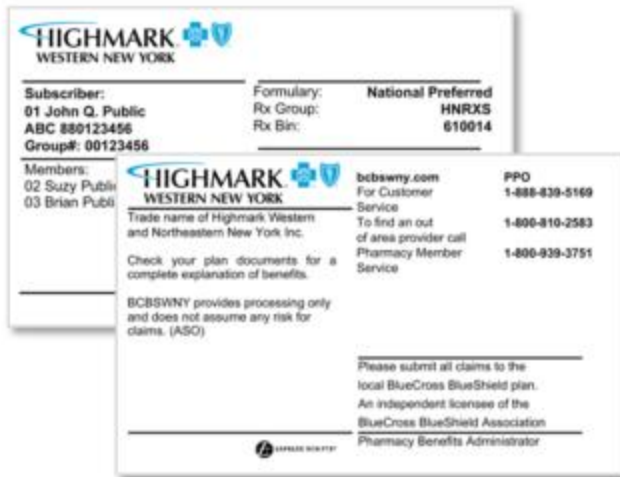 HIGHMARK
WESTERN NEW YORK
Subscriber:
01 John Q. Public
ABC 880123456
Group#: 00123456
Members:
02 Suzy Publi
03 Brian Publi
Formulary: National Preferred
Rx Group: HNRXS
Rx Bin: 610014
HIGHMARK
WESTERN NEW YORK
Trade name of Highmark Western
and Northeastern New York Inc.
Check your plan documents for a
complete explanation of benefits.
BCBSWNY provides processing only
and does not assume any risk for
claims. (ASO)
EXPRESS SCRIPTS
bcbswny.com PPO
For Customer 1-888-839-5169
Service
To find an out 1-800-810-2583
of area provider call
Pharmacy Member 1-800-939-3751
Service
Please submit all claims to the
local BlueCross BlueShield plan.
An independent licensee of the
BlueCross BlueShield Association
Pharmacy Benefits Administrator